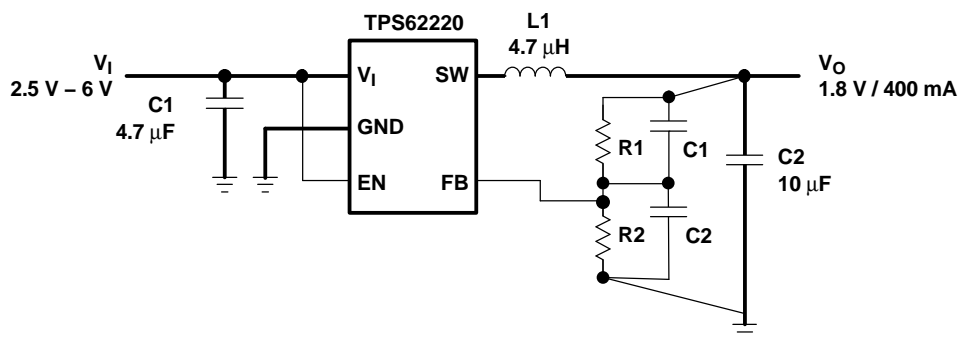 TPS62220
L1
4.7 µH
V_I
2.5 V – 6 V
C1
4.7 µF
V_I
SW
GND
EN
FB
R1
C1
R2
C2
C2
10 µF
V_O
1.8 V / 400 mA